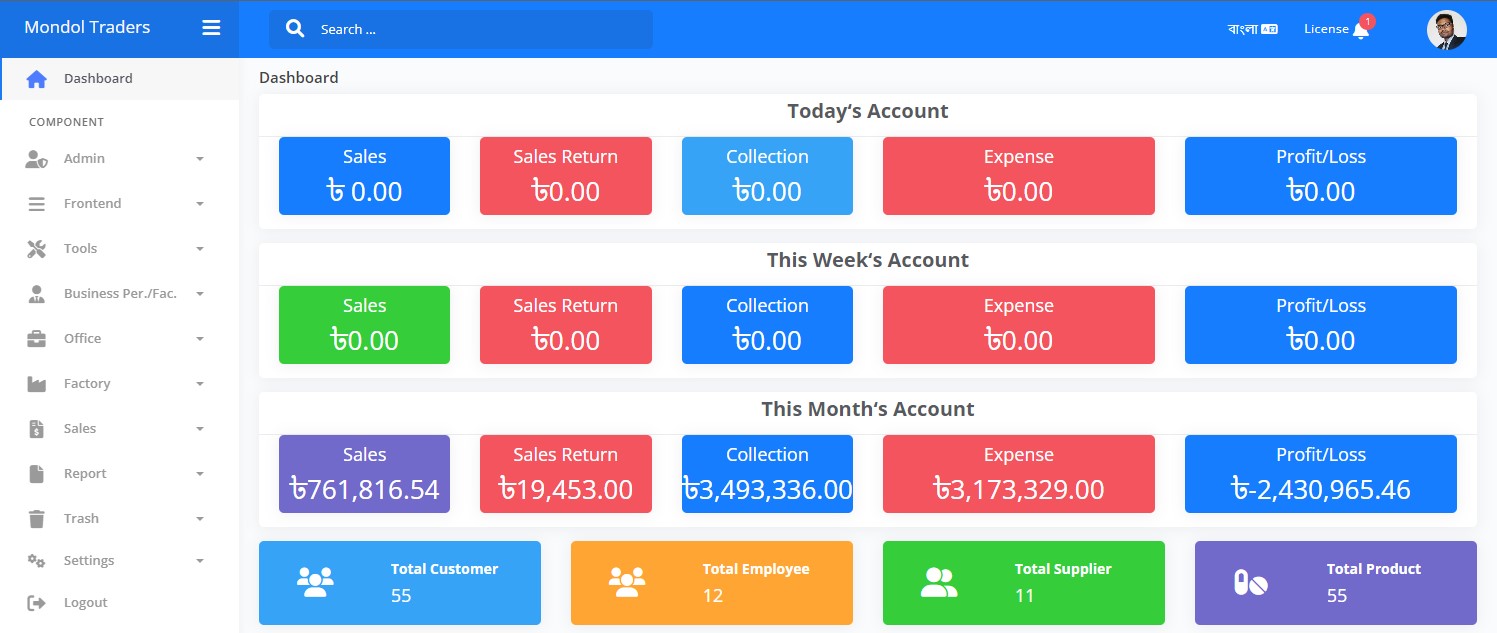 Mondol Traders
Search ...
বাংলা
License
1
Dashboard
COMPONENT
Admin
Frontend
Tools
Business Per./Fac.
Office
Factory
Sales
Report
Trash
Settings
Logout
Dashboard
Today‘s Account
Sales
৳ 0.00
Sales Return
৳0.00
Collection
৳0.00
Expense
৳0.00
Profit/Loss
৳0.00
This Week‘s Account
Sales
৳0.00
Sales Return
৳0.00
Collection
৳0.00
Expense
৳0.00
Profit/Loss
৳0.00
This Month‘s Account
Sales
৳761,816.54
Sales Return
৳19,453.00
Collection
৳3,493,336.00
Expense
৳3,173,329.00
Profit/Loss
৳-2,430,965.46
Total Customer
55
Total Employee
12
Total Supplier
11
Total Product
55